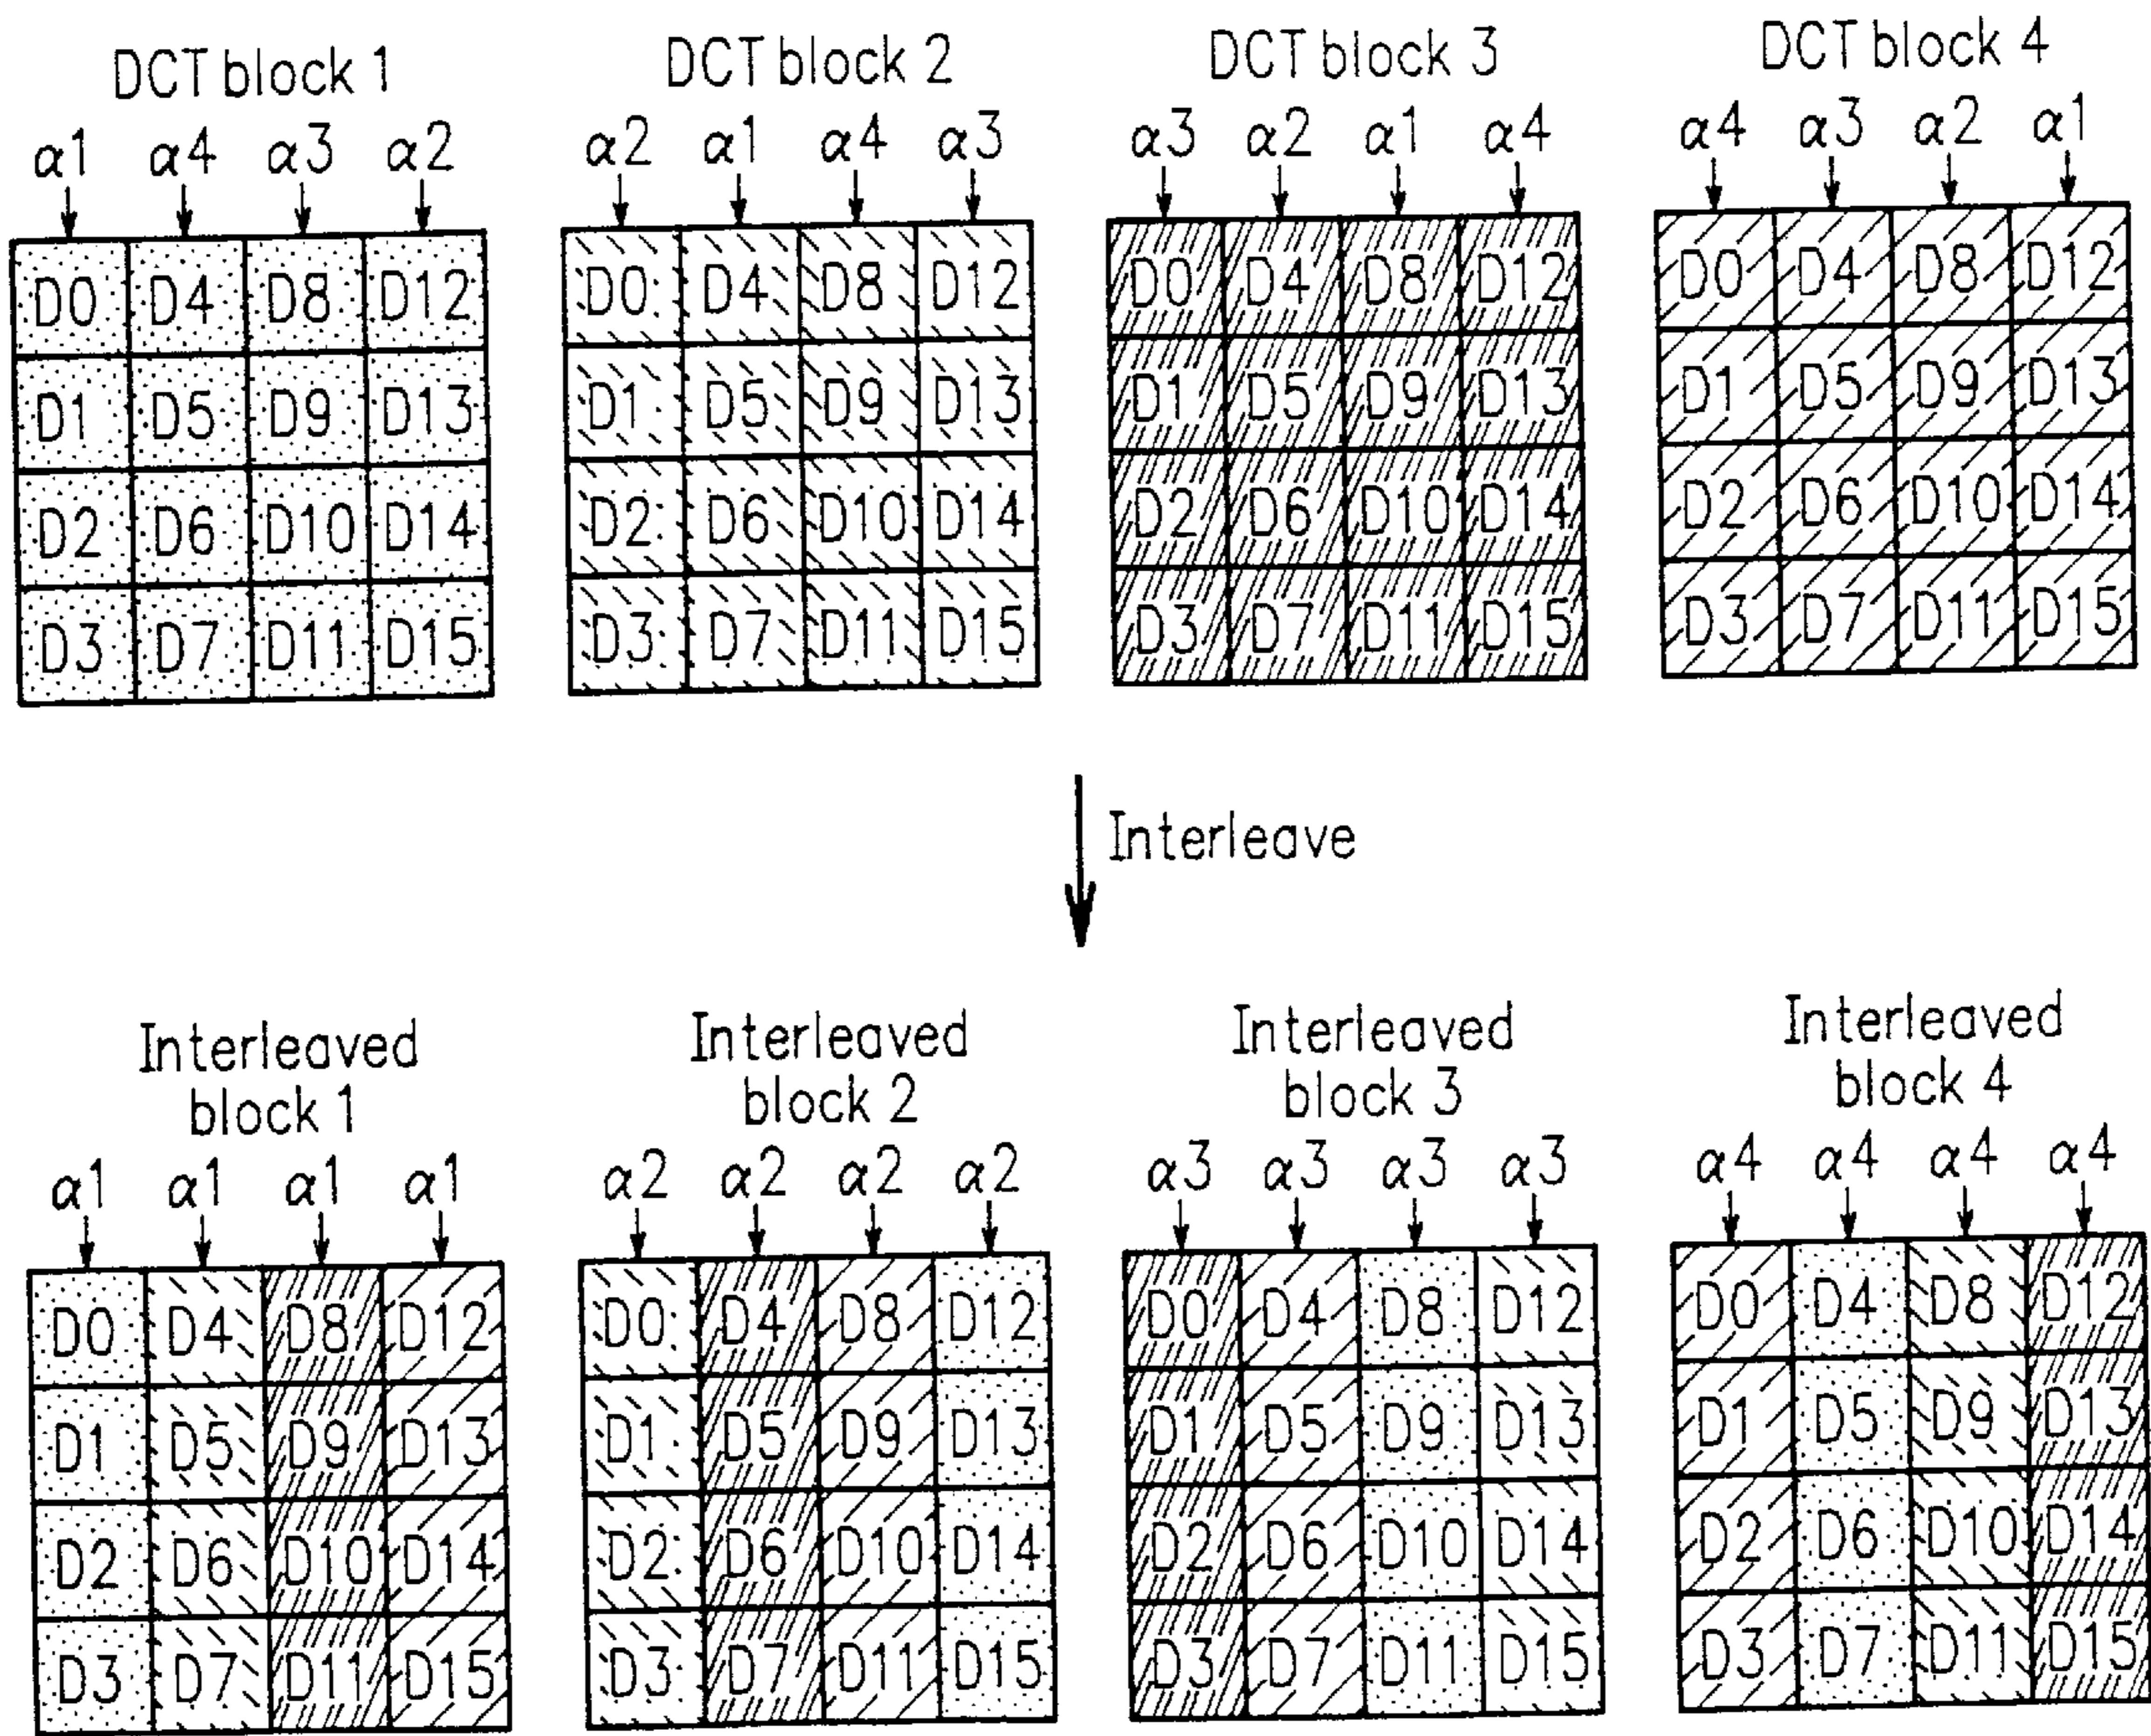 DCT block 1 DCT block 2 DCT block 3 DCT block 4
α1 α4 α3 α2 α2 α1 α4 α3 α3 α2 α1 α4 α4 α3 α2 α1
D0 D4 D8 D12 D0 D4 D8 D12 D0 D4 D8 D12 D0 D4 D8 D12
D1 D5 D9 D13 D1 D5 D9 D13 D1 D5 D9 D13 D1 D5 D9 D13
D2 D6 D10 D14 D2 D6 D10 D14 D2 D6 D10 D14 D2 D6 D10 D14
D3 D7 D11 D15 D3 D7 D11 D15 D3 D7 D11 D15 D3 D7 D11 D15
Interleave
Interleaved Interleaved Interleaved Interleaved
block 1 block 2 block 3 block 4
α1 α1 α1 α1 α2 α2 α2 α2 α3 α3 α3 α3 α4 α4 α4 α4
D0 D4 D8 D12 D0 D4 D8 D12 D0 D4 D8 D12 D0 D4 D8 D12
D1 D5 D9 D13 D1 D5 D9 D13 D1 D5 D9 D13 D1 D5 D9 D13
D2 D6 D10 D14 D2 D6 D10 D14 D2 D6 D10 D14 D2 D6 D10 D14
D3 D7 D11 D15 D3 D7 D11 D15 D3 D7 D11 D15 D3 D7 D11 D15